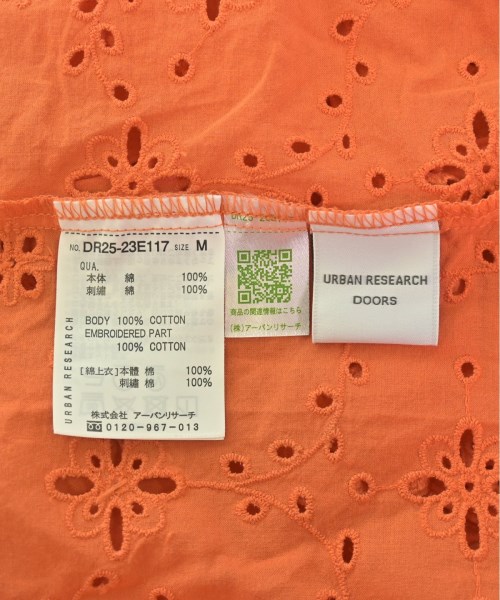 NO. DR25-23E117 SIZE M
QUA.
本体 綿 100%
刺繍 綿 100%
BODY 100% COTTON
EMBROIDERED PART
100% COTTON
[綿上衣]本體 棉 100%
刺繡 棉 100%
株式会社 アーバンリサーチ
0120-967-013
URBAN RESEARCH
商品の関連情報はこちら
(株)アーバンリサーチ
URBAN RESEARCH
DOORS